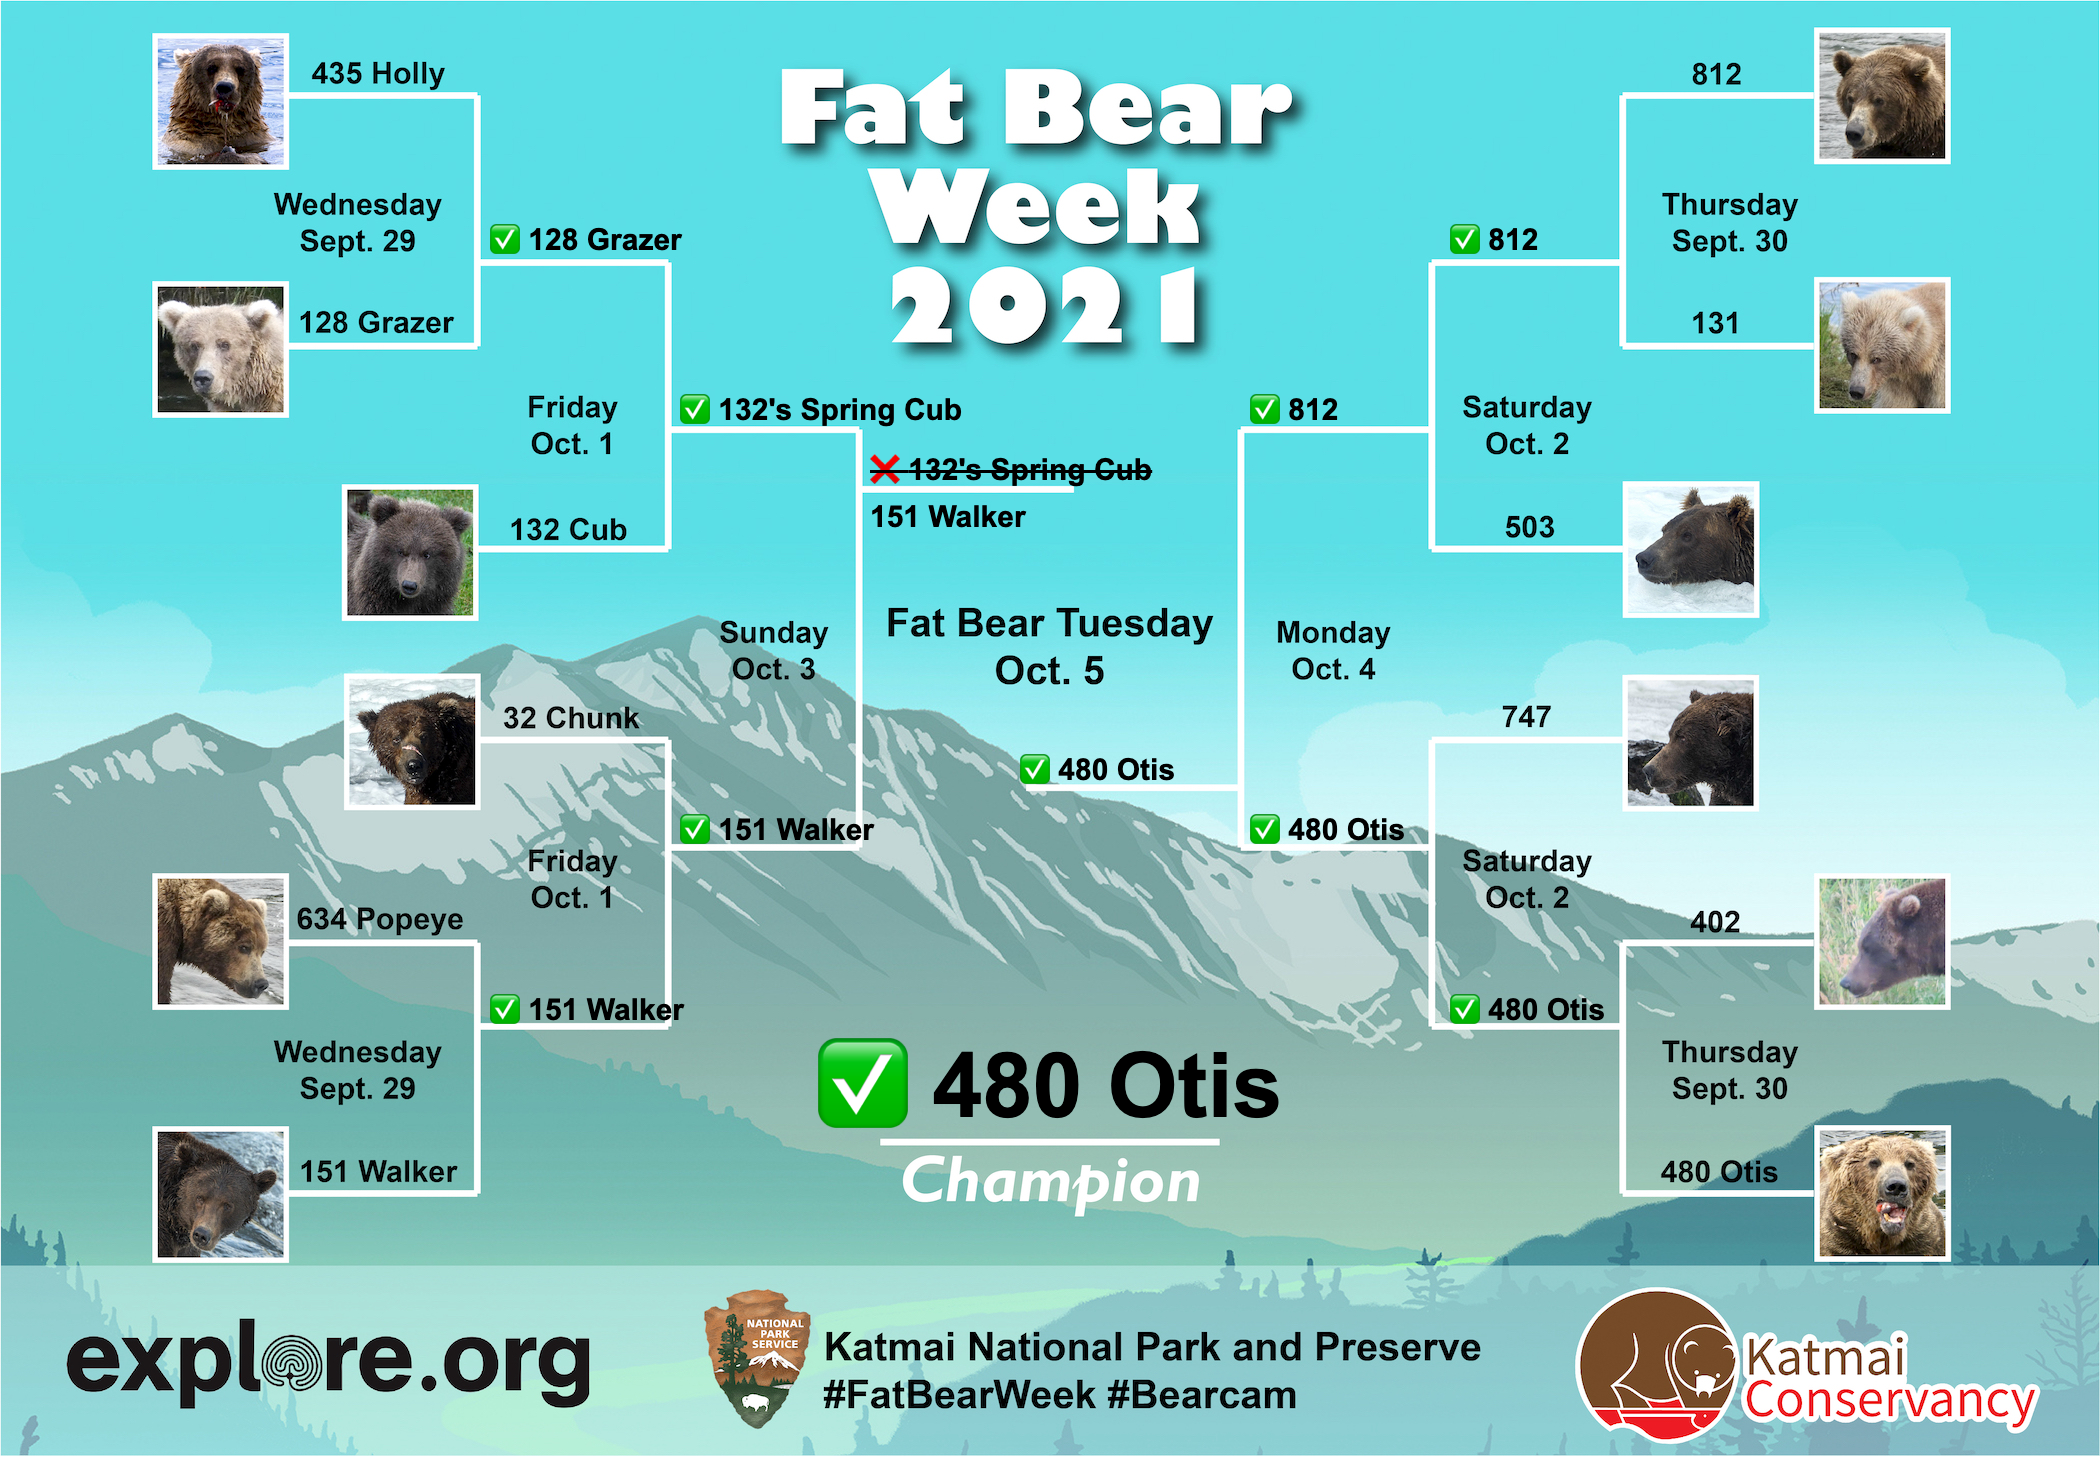 Fat Bear
Week
2021
435 Holly
Wednesday
Sept. 29
128 Grazer
128 Grazer
Friday
Oct. 1
132 Cub
132's Spring Cub
132's Spring Cub
151 Walker
Sunday
Oct. 3
32 Chunk
151 Walker
Friday
Oct. 1
634 Popeye
151 Walker
Wednesday
Sept. 29
151 Walker
Fat Bear Tuesday
Oct. 5
480 Otis
812
Thursday
Sept. 30
131
812
Saturday
Oct. 2
503
812
Monday
Oct. 4
747
480 Otis
Saturday
Oct. 2
402
480 Otis
Thursday
Sept. 30
480 Otis
480 Otis
Champion
explore.org
NATIONAL
PARK
SERVICE
Katmai National Park and Preserve
#FatBearWeek #Bearcam
Katmai
Conservancy